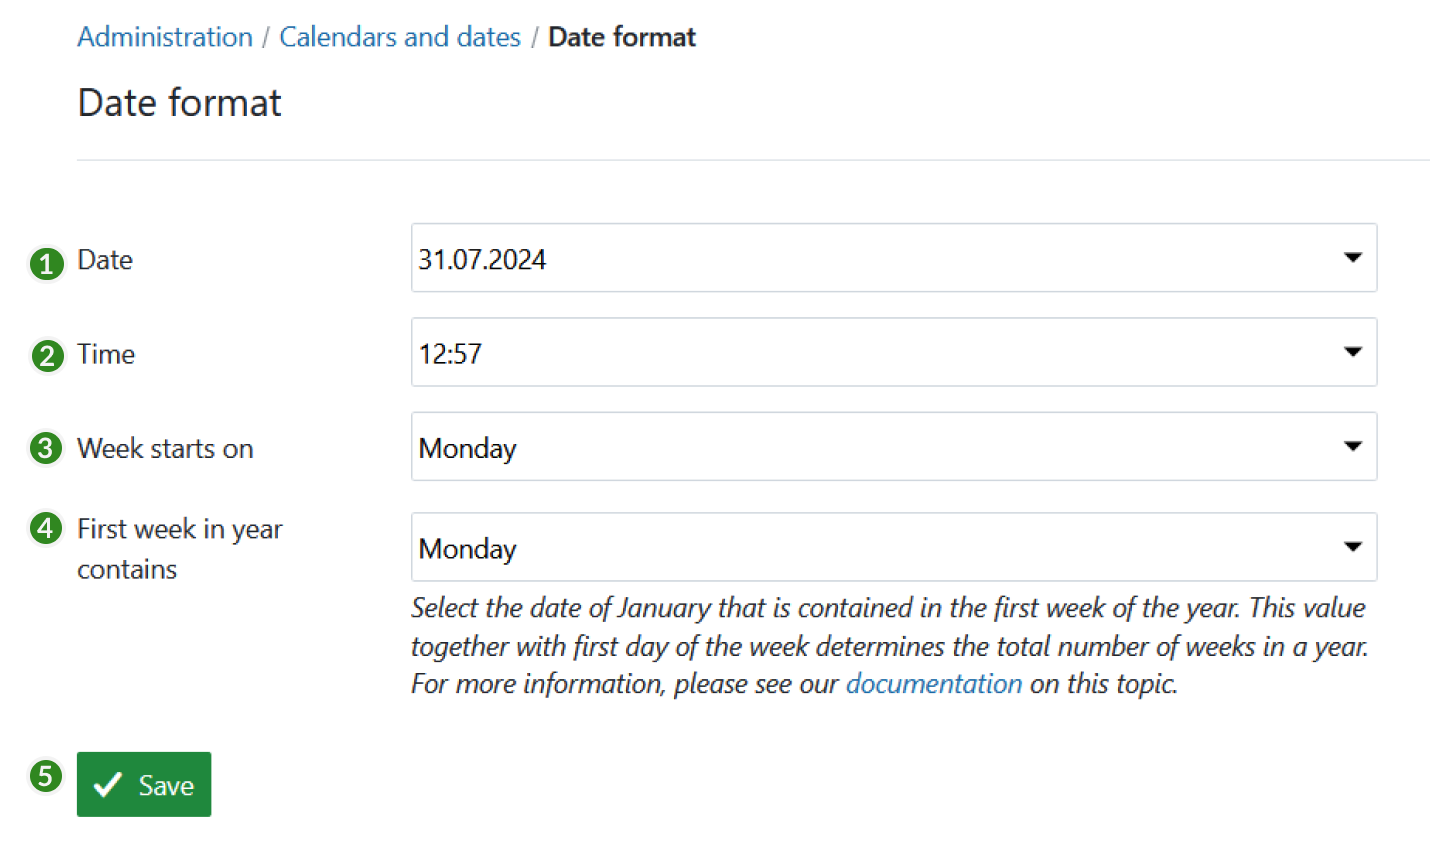 Administration / Calendars and dates / Date format
Date format
1 Date 31.07.2024
2 Time 12:57
3 Week starts on Monday
4 First week in year
contains
Monday
Select the date of January that is contained in the first week of the year. This value
together with first day of the week determines the total number of weeks in a year.
For more information, please see our documentation on this topic.
5 Save